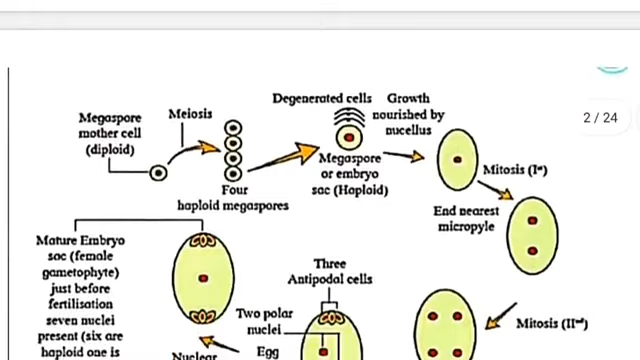 Degenerated cells
Growth
nourished by
nucellus
2 / 24
Megaspore
mother cell
(diploid)
Meiosis
Megaspore
or embryo
sac (Haploid)
Mitosis (Ist)
Four
haploid megaspores
End nearest
micropyle
Mature Embryo
sac (female
gametophyte)
just before
fertilisation
seven nuclei
present (six are
haploid one is
Three
Antipodal cells
Two polar
nuclei
Egg
Nuclear
Mitosis (IInd)